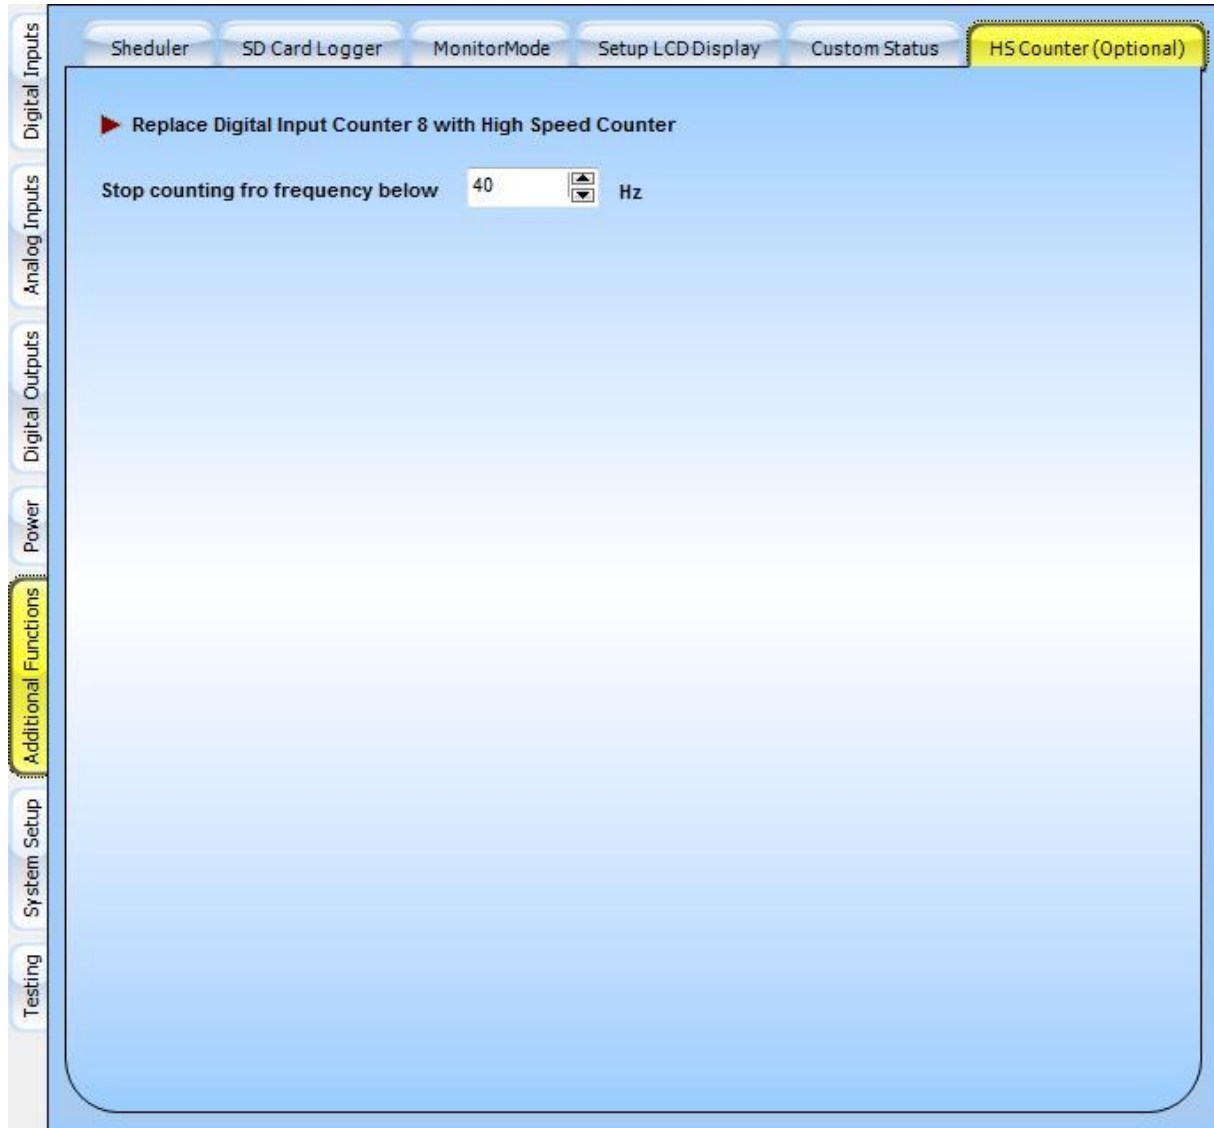 Sheduler
SD Card Logger
MonitorMode
Setup LCD Display
Custom Status
HS Counter (Optional)
Digital Inputs
Analog Inputs
Digital Outputs
Power
Additional Functions
System Setup
Testing
Replace Digital Input Counter 8 with High Speed Counter
Stop counting fro frequency below 40 Hz